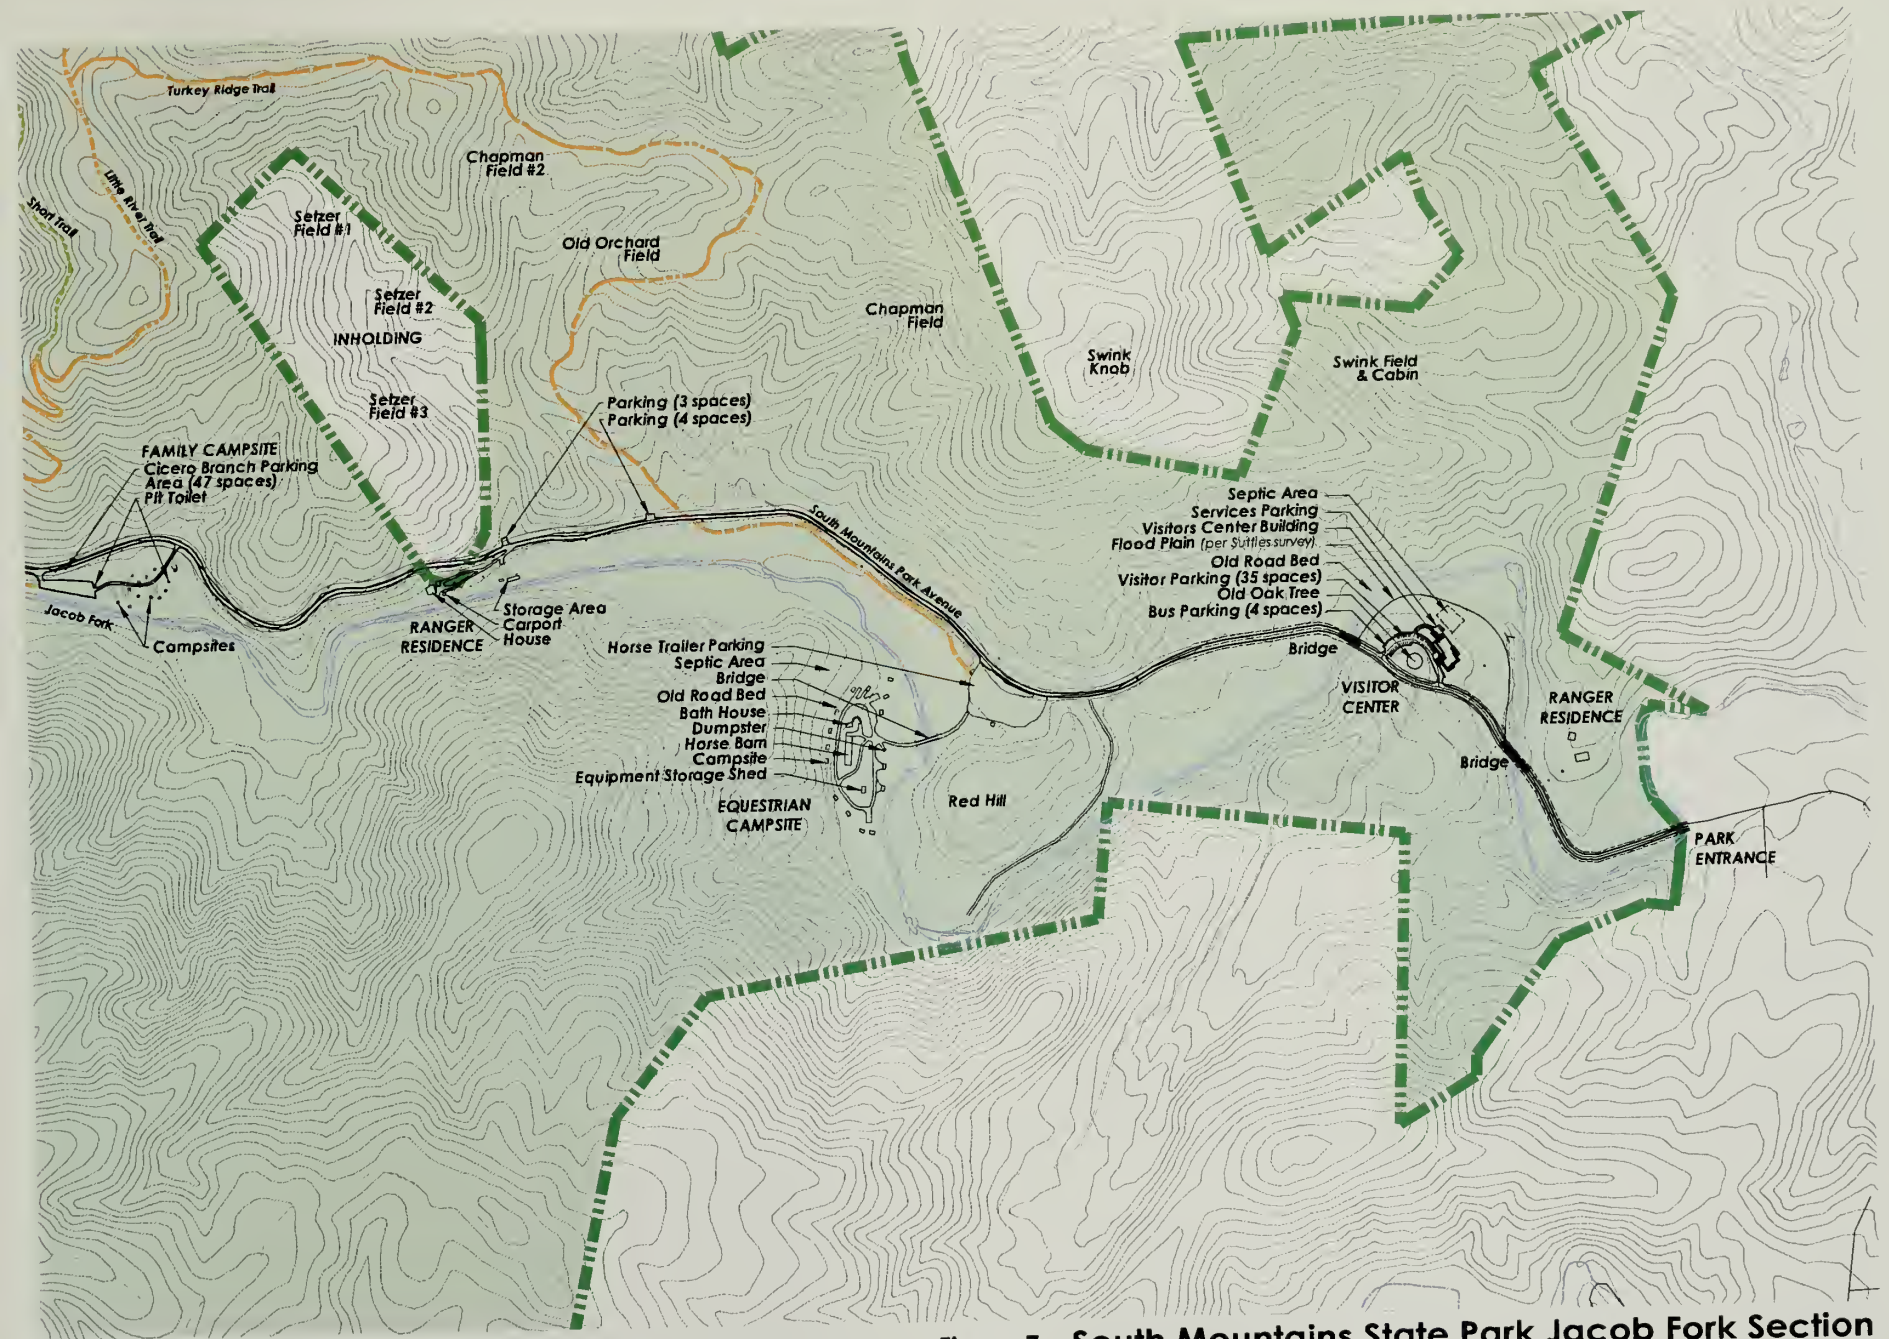 Turkey Ridge Trail
Little River Trail
Short Trail
Chapman
Field #2
Setzer
Field #1
Old Orchard
Field
Setzer
Field #2
INHOLDING
Setzer
Field #3
Chapman
Field
Swink
Knob
Swink Field
& Cabin
Parking (3 spaces)
Parking (4 spaces)
FAMILY CAMPSITE
Cicero Branch Parking
Area (47 spaces)
Pit Toilet
Jacob Fork
Campsites
RANGER
RESIDENCE
Storage Area
Carport
House
South Mountains Park Avenue
Horse Trailer Parking
Septic Area
Bridge
Old Road Bed
Bath House
Dumpster
Horse Barn
Campsite
Equipment Storage Shed
EQUESTRIAN
CAMPSITE
Red Hill
Septic Area
Services Parking
Visitors Center Building
Flood Plain (per Suttles survey)
Old Road Bed
Visitor Parking (35 spaces)
Old Oak Tree
Bus Parking (4 spaces)
Bridge
VISITOR
CENTER
RANGER
RESIDENCE
Bridge
PARK
ENTRANCE
South Mountains State Park Jacob Fork Section